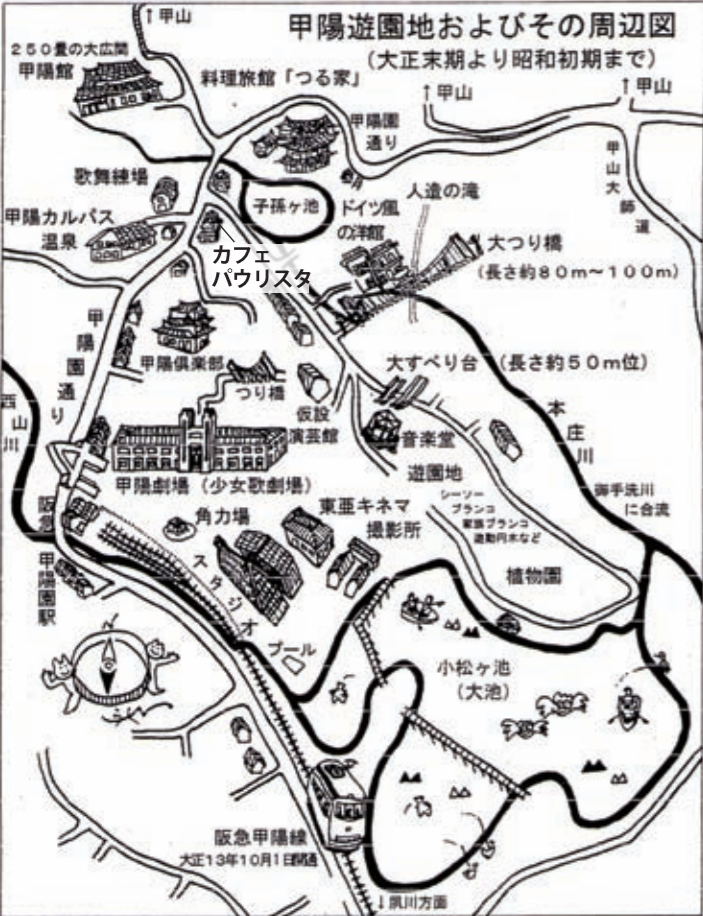 甲陽遊園地およびその周辺図
(大正末期より昭和初期まで)
↑甲山
250畳の大広間
甲陽館
料理旅館「つる家」
↑甲山
↑甲山
甲陽園
通り
甲山大師道
歌舞練場
子孫ヶ池
ドイツ風
の洋館
人造の滝
大つり橋
(長さ約80m〜100m)
甲陽カルバス
温泉
カフェ
パウリスタ
甲陽園通り
甲陽倶楽部
つり橋
仮設
演芸館
大すべり台 (長さ約50m位)
西山川
音楽堂
本庄川
甲陽劇場 (少女歌劇場)
遊園地
シーソー
ブランコ
家族ブランコ
遊動円木など
御手洗川
に合流
阪急
甲陽園駅
角力場
東亜キネマ
撮影所
スタジオ
植物園
プール
小松ヶ池
(大池)
阪急甲陽線
大正13年10月1日開通
↓夙川方面